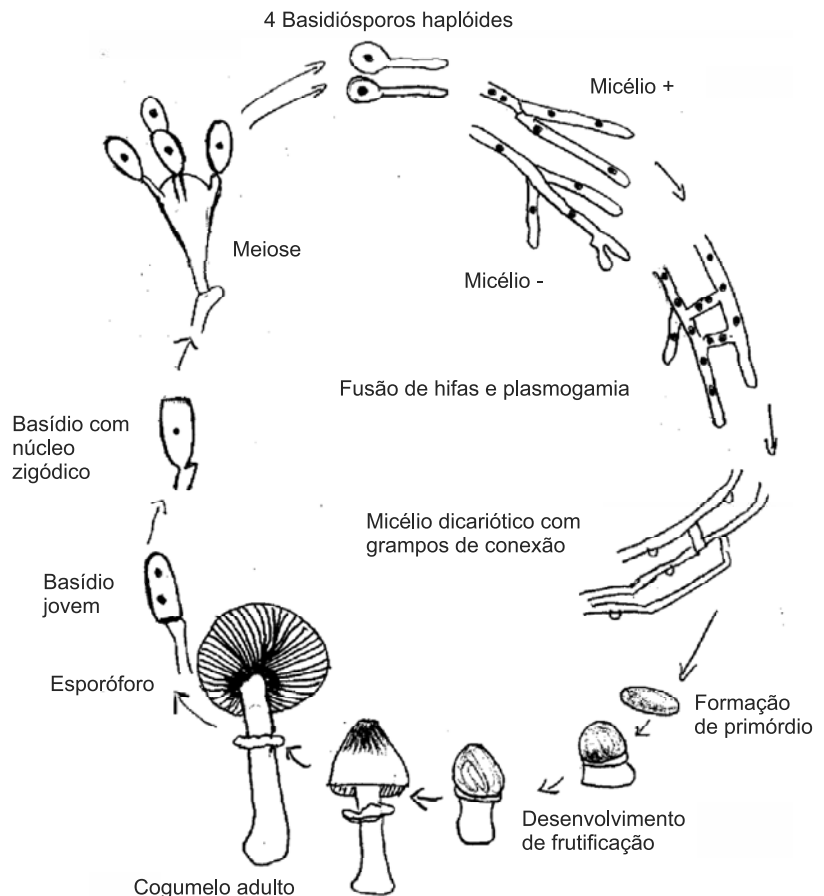 4 Basidiósporos haplóides
Micélio +
Meiose
Micélio -
Fusão de hifas e plasmogamia
Basídio com
núcleo
zigódico
Micélio dicariótico com
grampos de conexão
Basídio
jovem
Esporóforo
Formação
de primórdio
Desenvolvimento
de frutificação
Cogumelo adulto